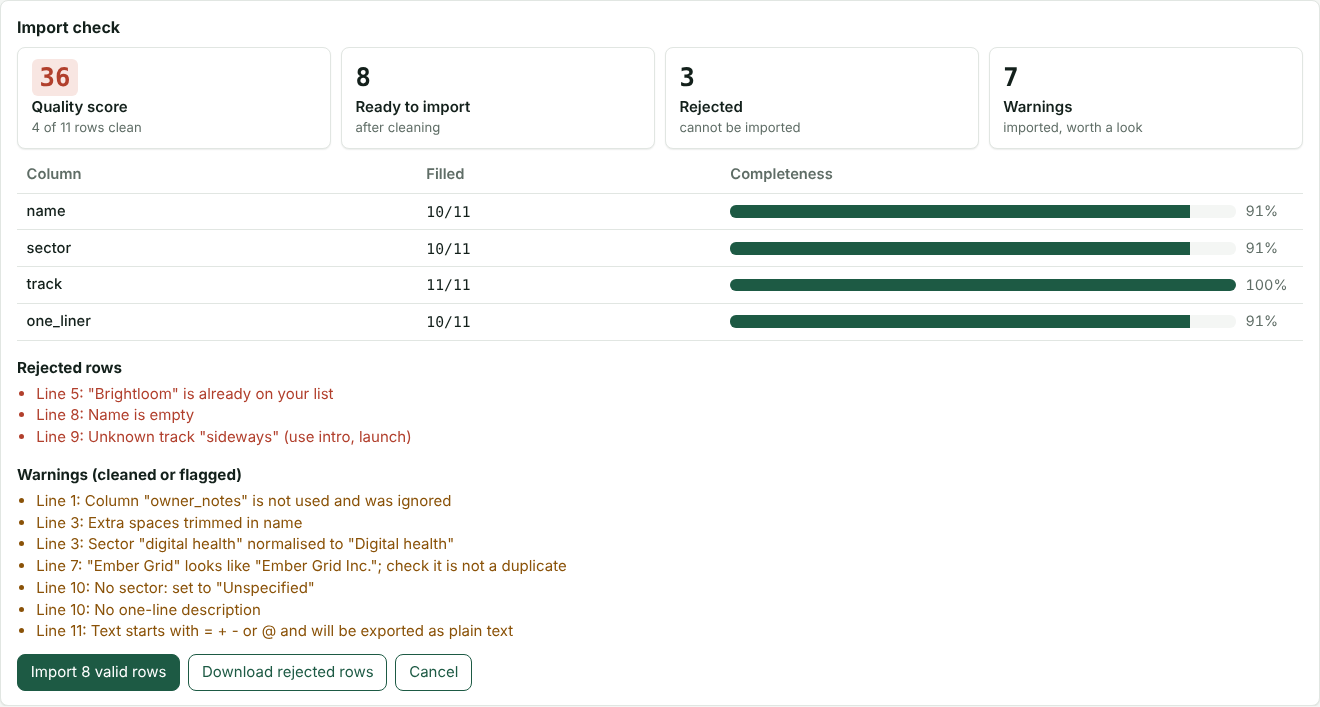 Import check
36
Quality score
4 of 11 rows clean
8
Ready to import
after cleaning
3
Rejected
cannot be imported
7
Warnings
imported, worth a look
Column Filled Completeness
name 10/11 91%
sector 10/11 91%
track 11/11 100%
one_liner 10/11 91%
Rejected rows
• Line 5: "Brightloom" is already on your list
• Line 8: Name is empty
• Line 9: Unknown track "sideways" (use intro, launch)
Warnings (cleaned or flagged)
• Line 1: Column "owner_notes" is not used and was ignored
• Line 3: Extra spaces trimmed in name
• Line 3: Sector "digital health" normalised to "Digital health"
• Line 7: "Ember Grid" looks like "Ember Grid Inc."; check it is not a duplicate
• Line 10: No sector: set to "Unspecified"
• Line 10: No one-line description
• Line 11: Text starts with = + - or @ and will be exported as plain text
Import 8 valid rows Download rejected rows Cancel